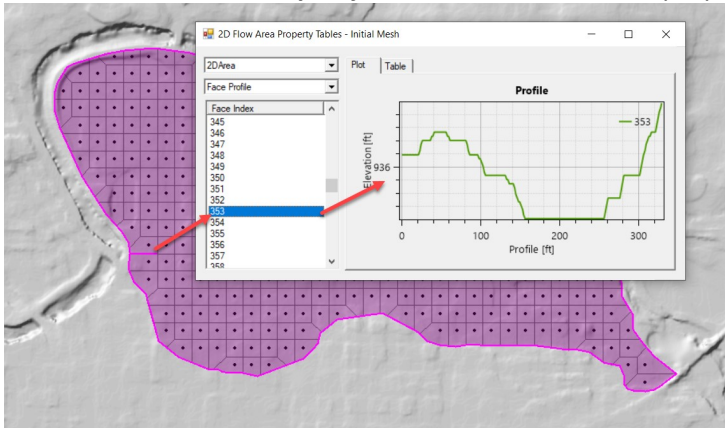 2D Flow Area Property Tables - Initial Mesh
2DArea
Face Profile
Face Index
345
346
347
348
349
350
351
352
353
354
355
356
357
358
Plot Table
Profile
353
Elevation [ft]
936
0 100 200 300
Profile [ft]